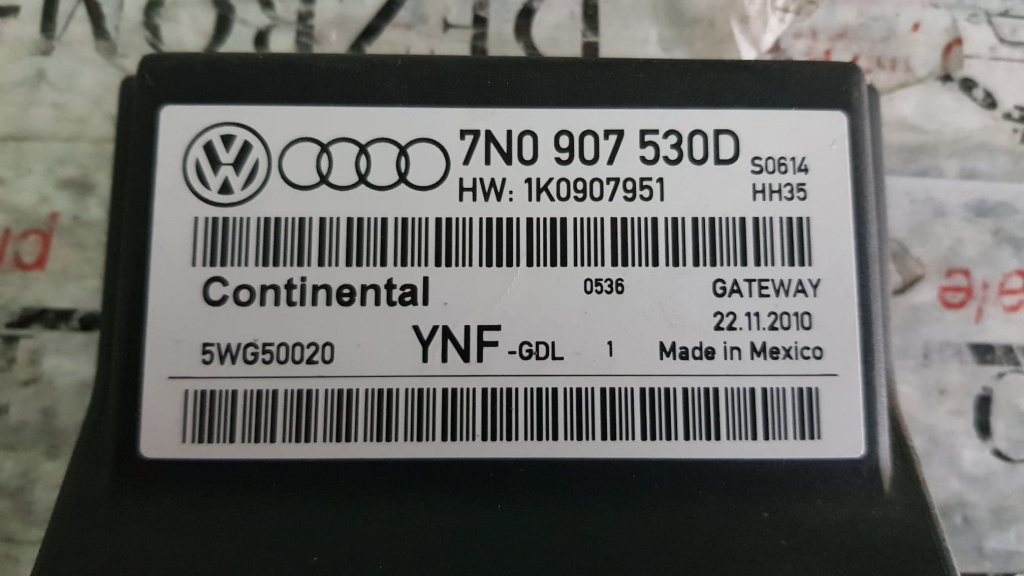 7N0 907 530D S0614
HW: 1K0907951 HH35
Continental 0536 GATEWAY
22.11.2010
5WG50020 YNF -GDL 1 Made in Mexico